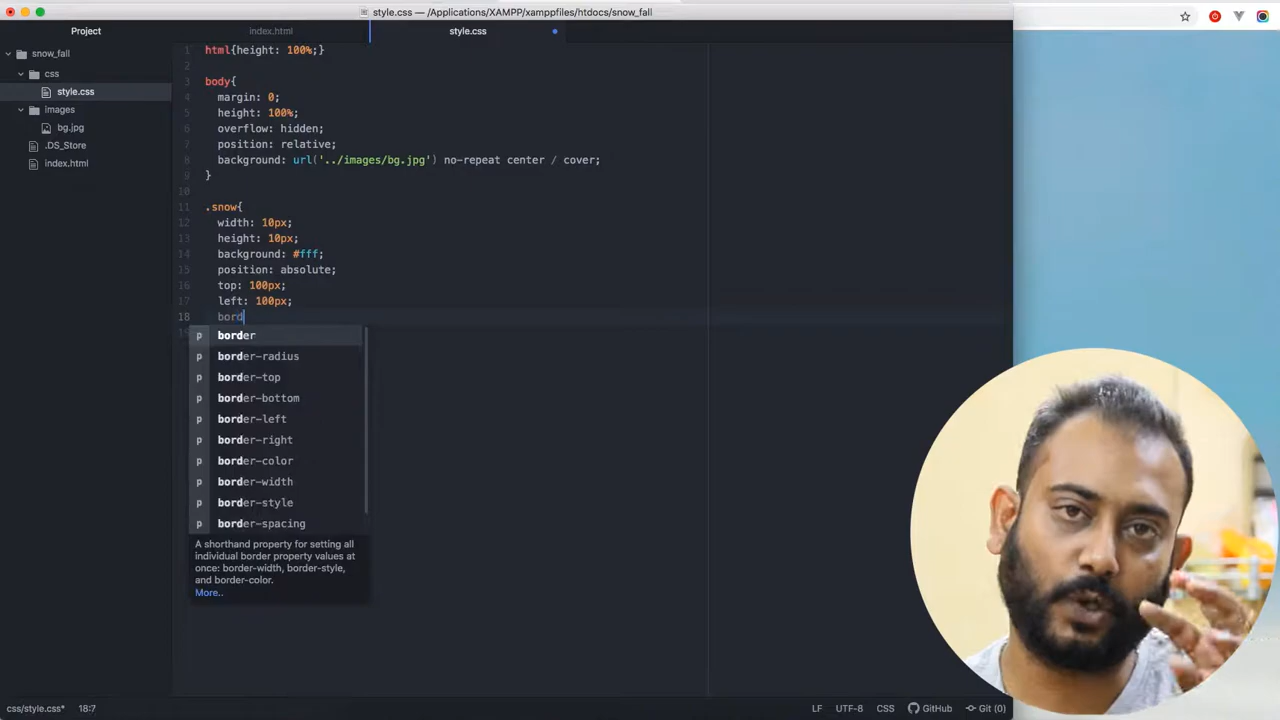 style.css — /Applications/XAMPP/xamppfiles/htdocs/snow_fall
Project
index.html
style.css
snow_fall
css
style.css
images
bg.jpg
.DS_Store
index.html
1 html{height: 100%;}
2
3 body{
4 margin: 0;
5 height: 100%;
6 overflow: hidden;
7 position: relative;
8 background: url('../images/bg.jpg') no-repeat center / cover;
9 }
10
11 .snow{
12 width: 10px;
13 height: 10px;
14 background: #fff;
15 position: absolute;
16 top: 100px;
17 left: 100px;
18 bord
p border
p border-radius
p border-top
p border-bottom
p border-left
p border-right
p border-color
p border-width
p border-style
p border-spacing
A shorthand property for setting all
individual border property values at
once: border-width, border-style,
and border-color.
More..
css/style.css* 18:7
LF UTF-8 CSS GitHub Git (0)